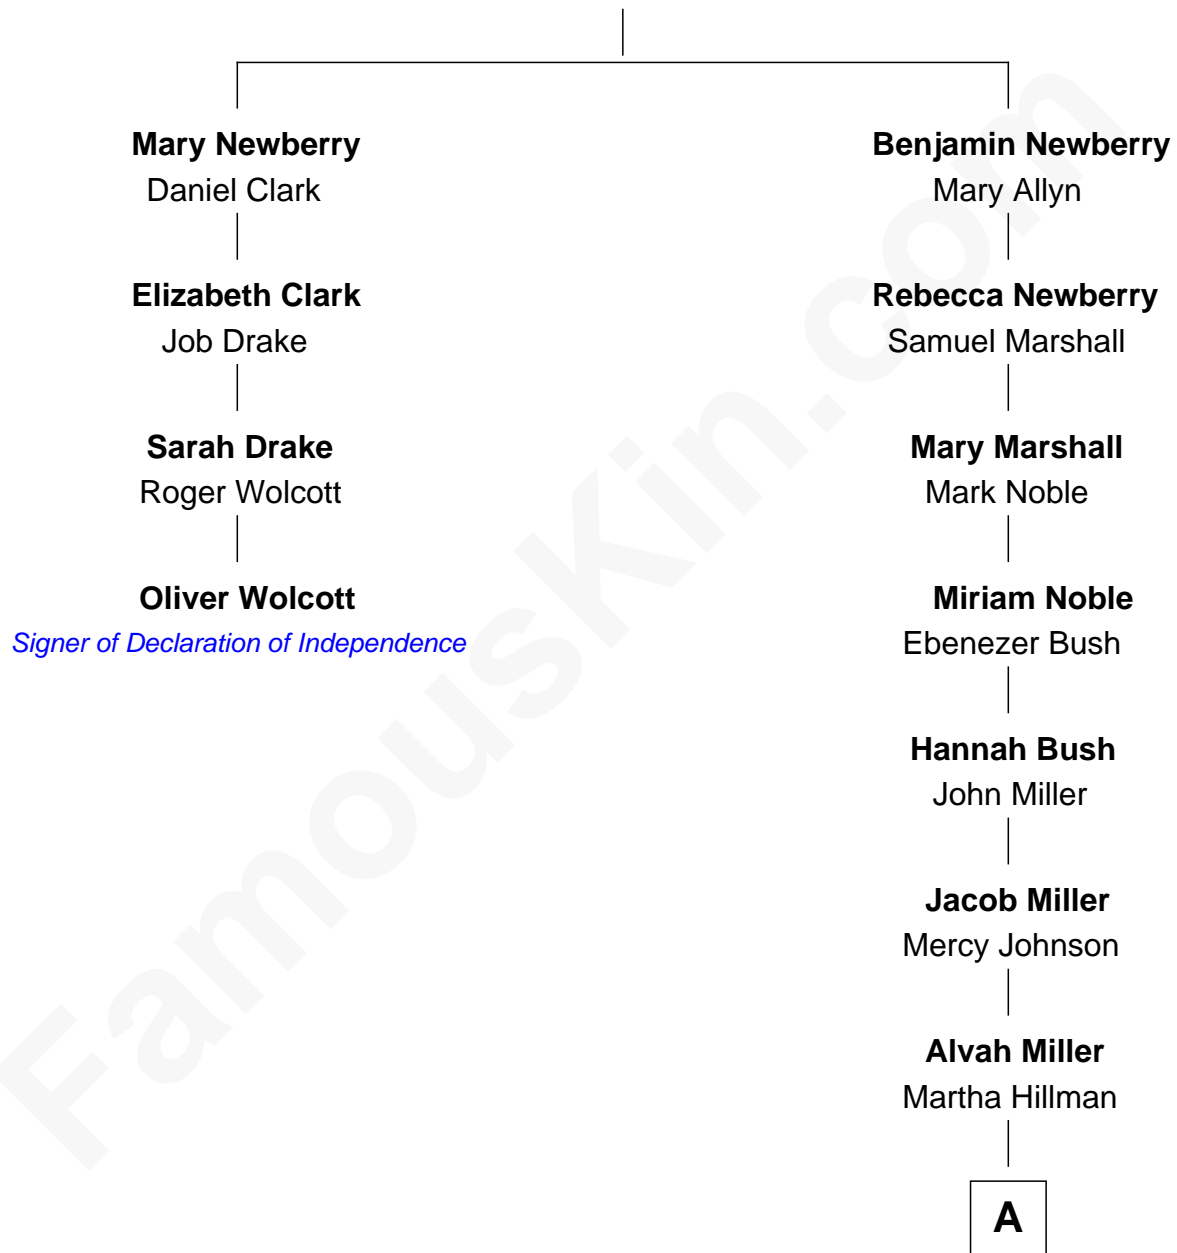 Mary Newberry
Daniel Clark
Elizabeth Clark
Job Drake
Sarah Drake
Roger Wolcott
Oliver Wolcott
Signer of Declaration of Independence
Benjamin Newberry
Mary Allyn
Rebecca Newberry
Samuel Marshall
Mary Marshall
Mark Noble
Miriam Noble
Ebenezer Bush
Hannah Bush
John Miller
Jacob Miller
Mercy Johnson
Alvah Miller
Martha Hillman
A
FamousKin.com